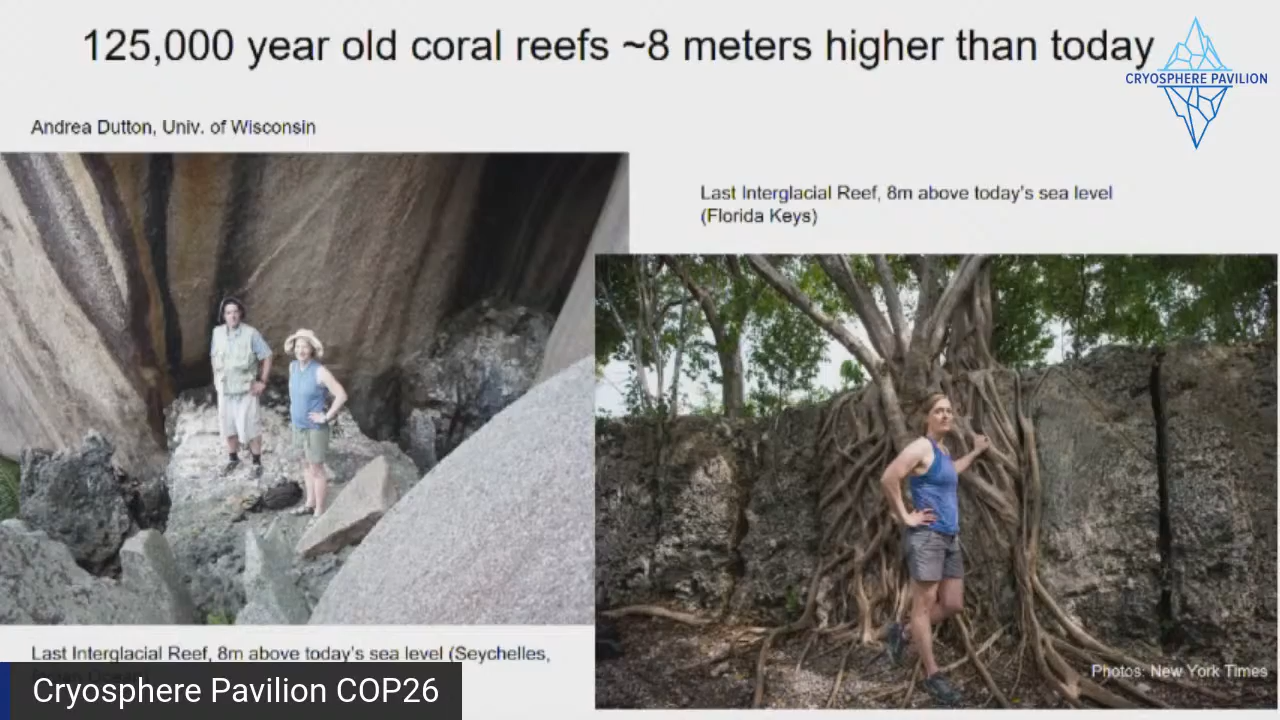 125,000 year old coral reefs ~8 meters higher than today
CRYOSPHERE PAVILION
Andrea Dutton, Univ. of Wisconsin
Last Interglacial Reef, 8m above today's sea level
(Florida Keys)
Photos: New York Times
Last Interglacial Reef, 8m above today's sea level (Seychelles,
Cryosphere Pavilion COP26